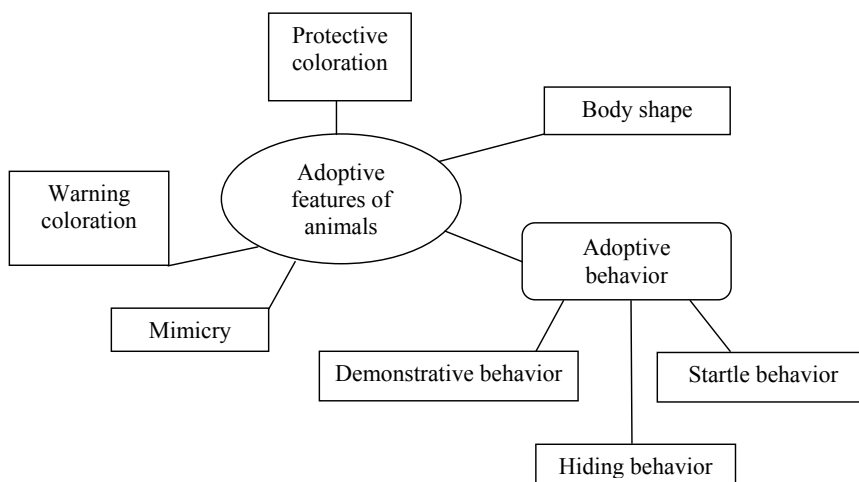 Protective
coloration
Body shape
Adoptive
features of
animals
Warning
coloration
Adoptive
behavior
Mimicry
Demonstrative behavior
Startle behavior
Hiding behavior